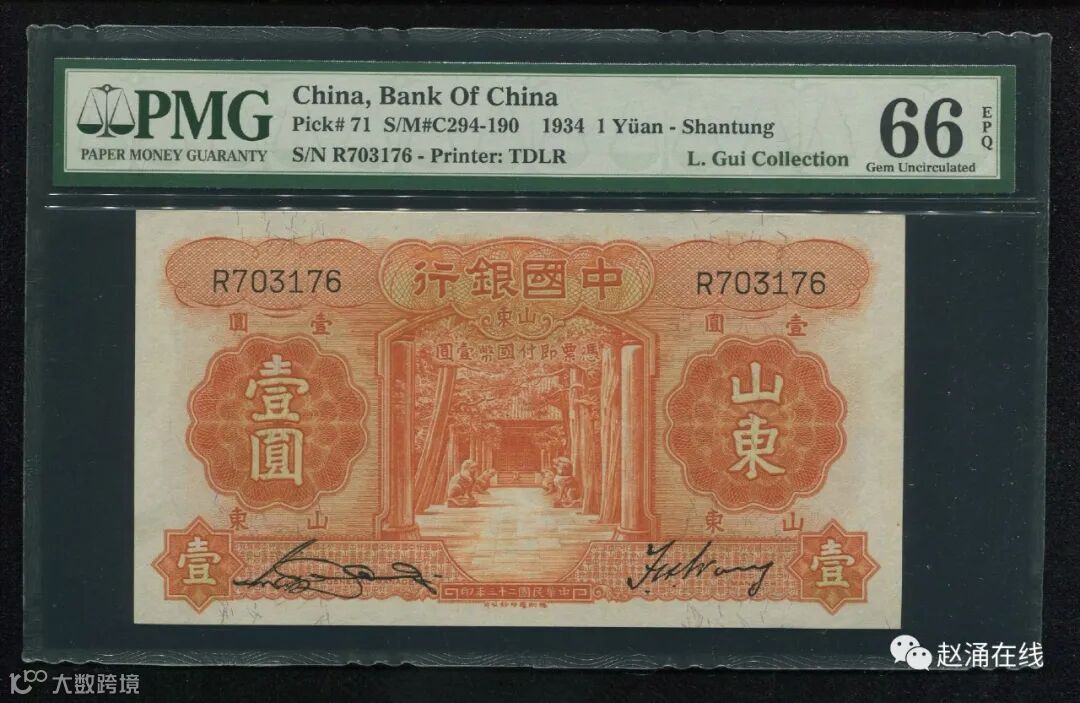 PMG
PAPER MONEY GUARANTY
China, Bank Of China
Pick# 71 S/M#C294-190 1934 1 Yüan - Shantung
S/N R703176 - Printer: TDLR
L. Gui Collection
66
EPQ
Gem Uncirculated
行銀國中
R703176
R703176
東山
圓 壹
圓 壹
圓壹幣國付即票憑
壹圓
山東
東 山
東 山
壹
壹
印年三十二國民華中
赵涌在线
大数跨境